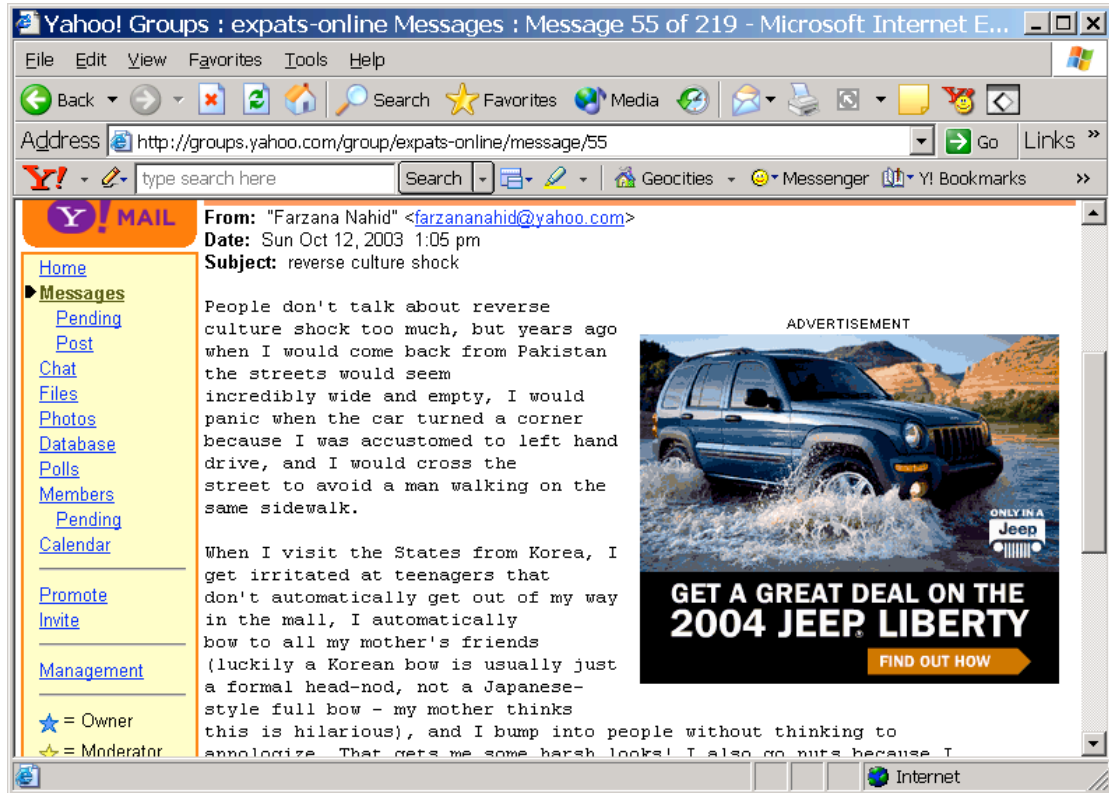 Yahoo! Groups : expats-online Messages : Message 55 of 219 - Microsoft Internet E...
File Edit View Favorites Tools Help
Back Search Favorites Media
Address http://groups.yahoo.com/group/expats-online/message/55 Go Links »
Y! type search here Search Geocities Messenger Y! Bookmarks »
Y! MAIL
Home
Messages
Pending
Post
Chat
Files
Photos
Database
Polls
Members
Pending
Calendar
Promote
Invite
Management
= Owner
= Moderator
From: "Farzana Nahid" <farzananahid@yahoo.com>
Date: Sun Oct 12, 2003 1:05 pm
Subject: reverse culture shock
People don't talk about reverse
culture shock too much, but years ago
when I would come back from Pakistan
the streets would seem
incredibly wide and empty, I would
panic when the car turned a corner
because I was accustomed to left hand
drive, and I would cross the
street to avoid a man walking on the
same sidewalk.
When I visit the States from Korea, I
get irritated at teenagers that
don't automatically get out of my way
in the mall, I automatically
bow to all my mother's friends
(luckily a Korean bow is usually just
a formal head-nod, not a Japanese-
style full bow - my mother thinks
this is hilarious), and I bump into people without thinking to
appologize. That gets me some harsh looks! I also go nuts because I
ADVERTISEMENT
ONLY IN A
Jeep
GET A GREAT DEAL ON THE
2004 JEEP® LIBERTY
FIND OUT HOW
Internet